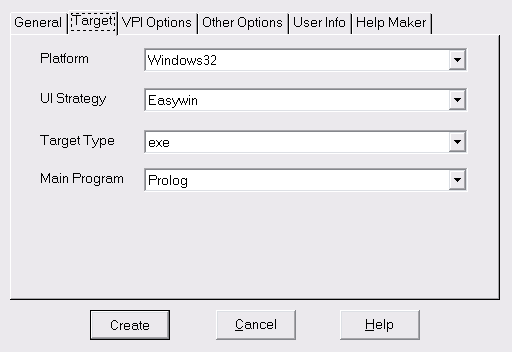 General Target VPI Options Other Options User Info Help Maker
Platform Windows32
UI Strategy Easywin
Target Type exe
Main Program Prolog
Create Cancel Help